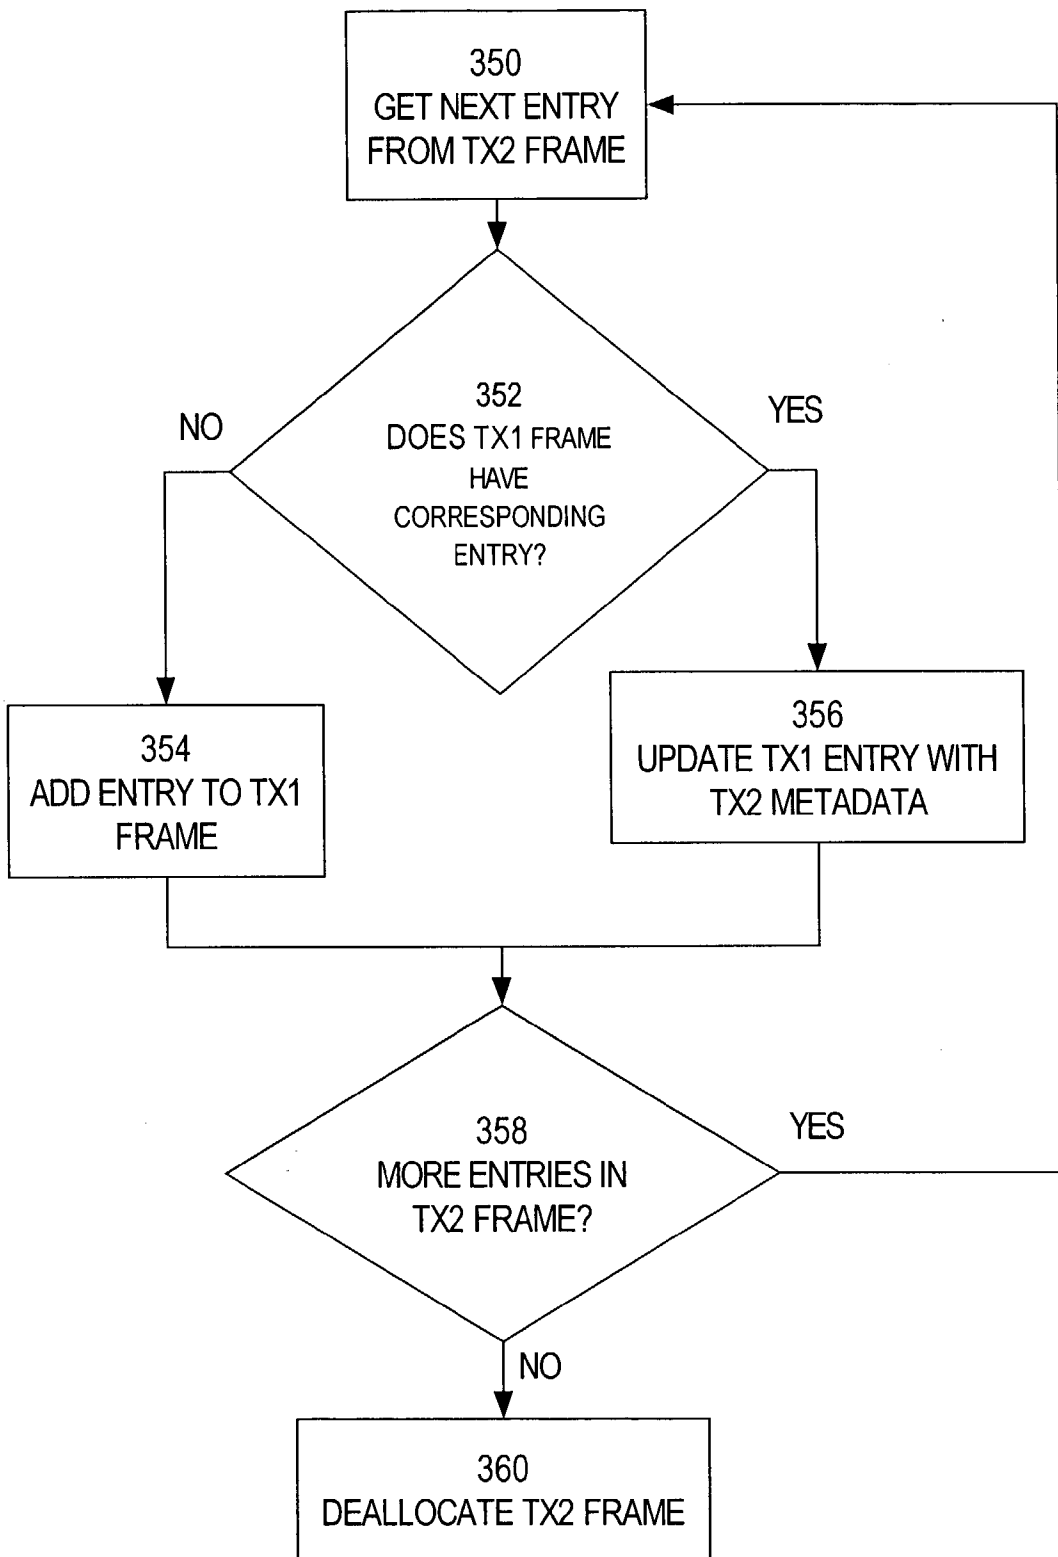 350
GET NEXT ENTRY
FROM TX2 FRAME
352
DOES TX1 FRAME
HAVE
CORRESPONDING
ENTRY?
NO
YES
354
ADD ENTRY TO TX1
FRAME
356
UPDATE TX1 ENTRY WITH
TX2 METADATA
358
MORE ENTRIES IN
TX2 FRAME?
YES
NO
360
DEALLOCATE TX2 FRAME